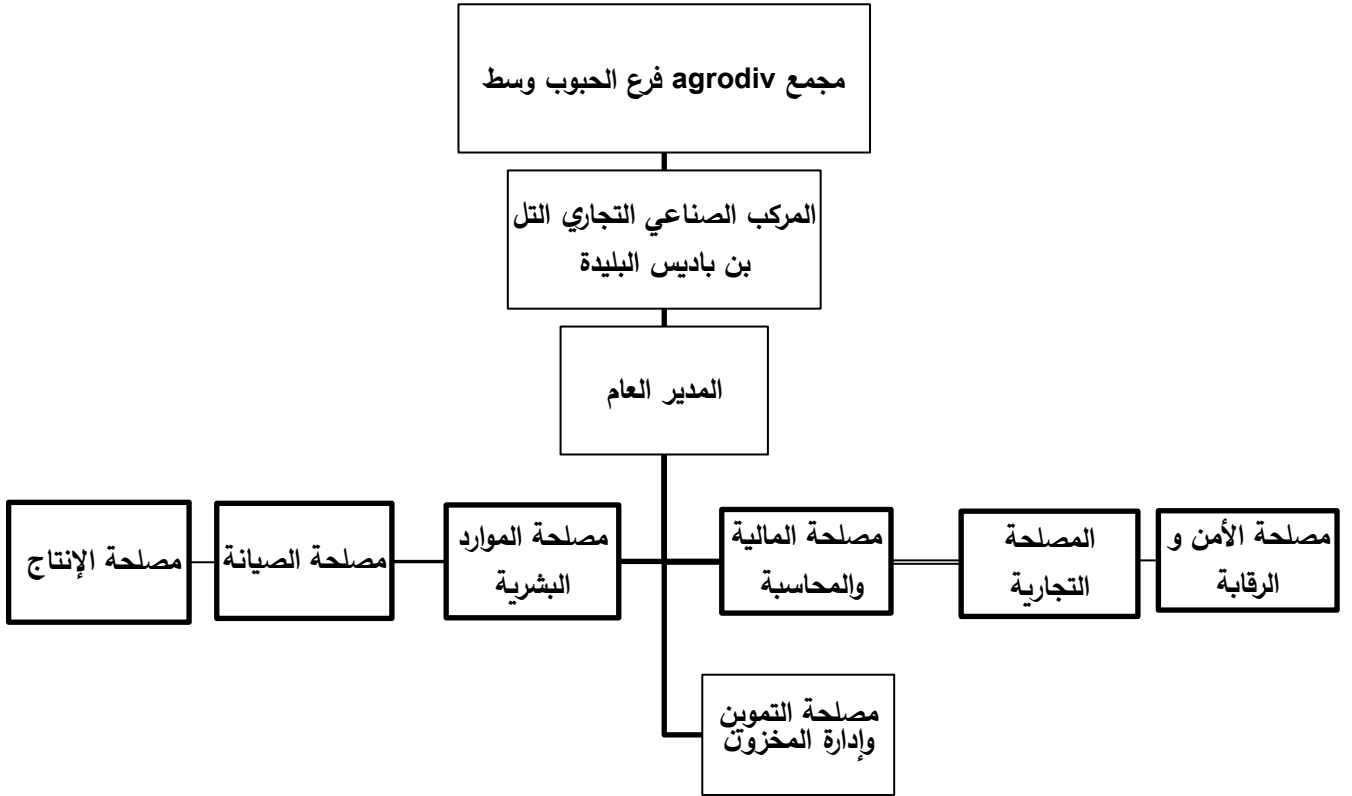 مجمع agrodiv فرع الحبوب وسط
المركب الصناعي التجاري التل
بن باديس البليدة
المدير العام
مصلحة الأمن و
الرقابة
المصلحة
التجارية
مصلحة المالية
والمحاسبة
مصلحة الموارد
البشرية
مصلحة الصيانة
مصلحة الإنتاج
مصلحة التموين
وإدارة المخزون